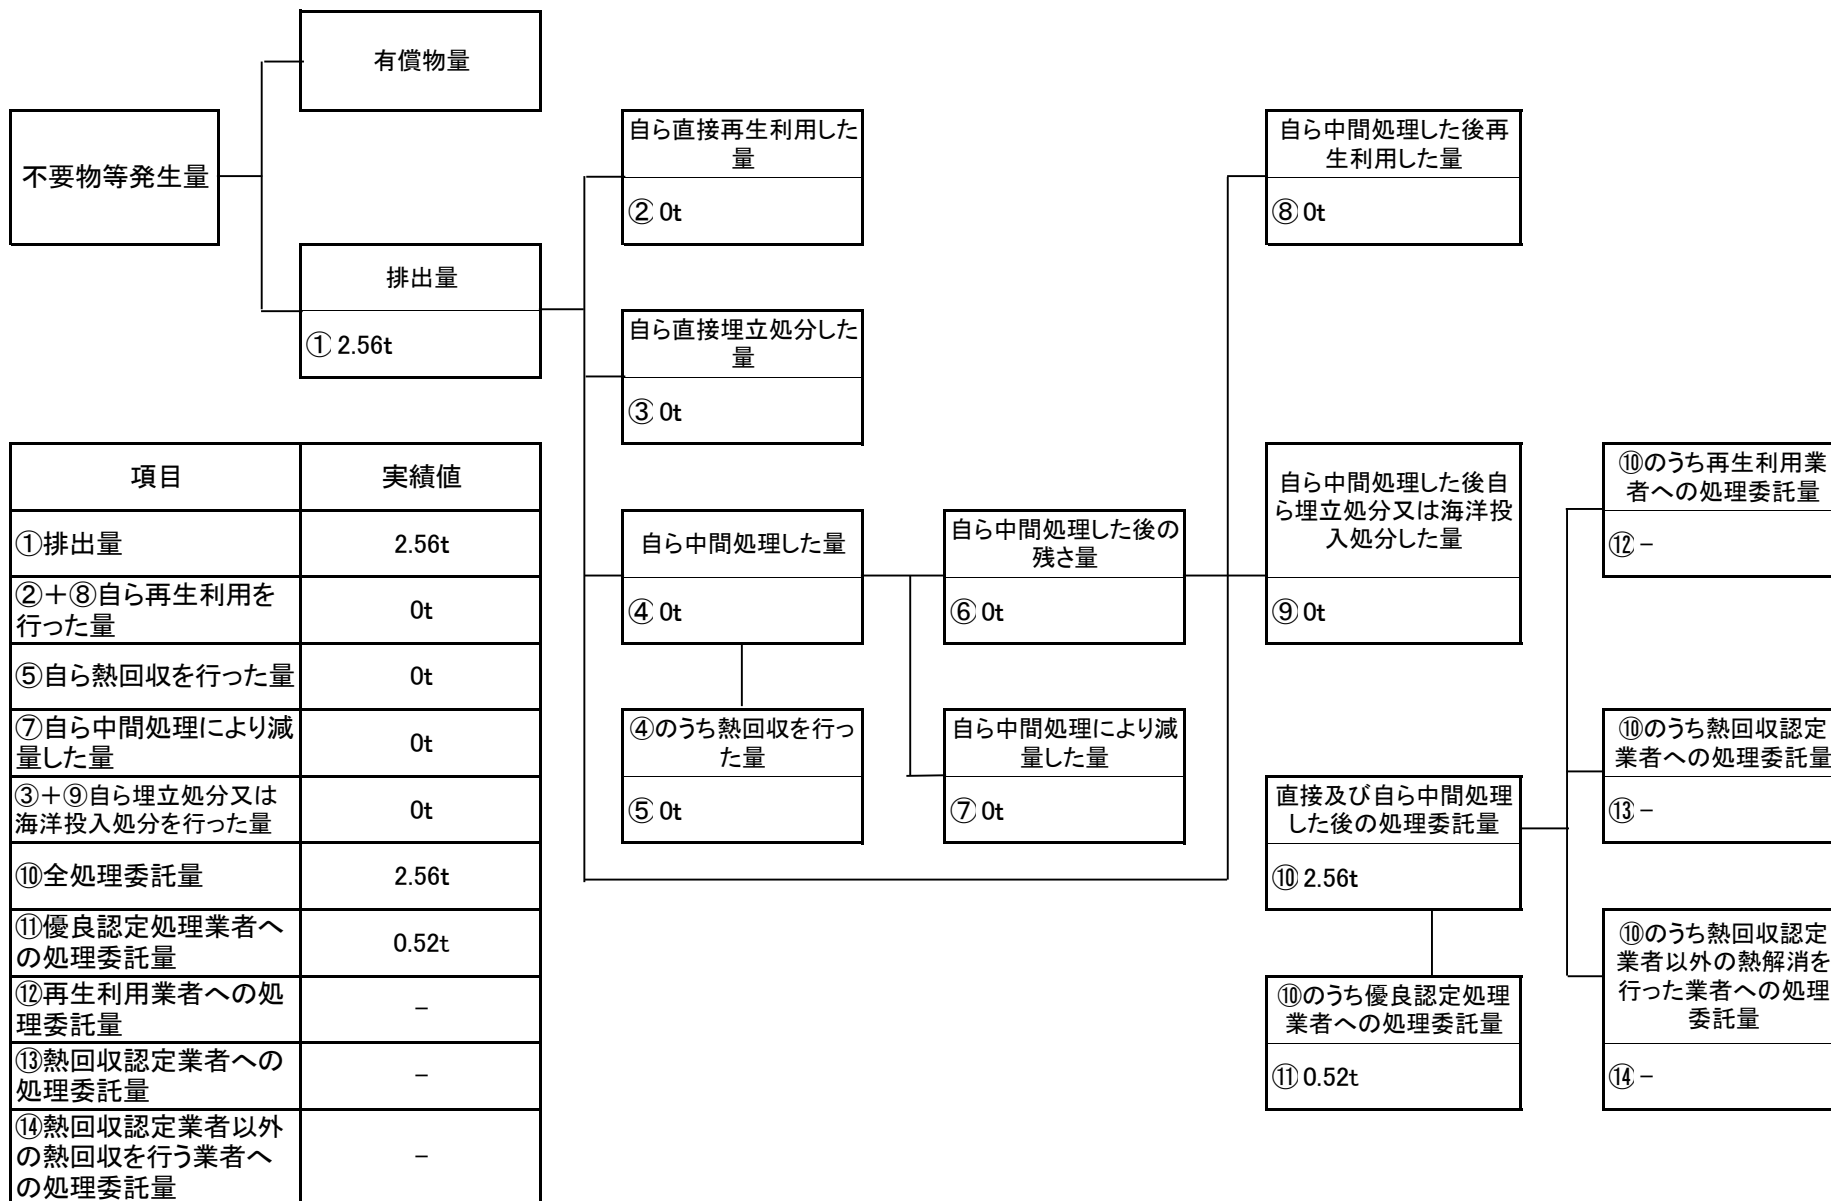 有償物量
不要物等発生量
排出量
① 2.56t
自ら直接再生利用した
量
② 0t
自ら直接埋立処分した
量
③ 0t
自ら中間処理した量
④ 0t
④のうち熱回収を行っ
た量
⑤ 0t
自ら中間処理した後の
残さ量
⑥ 0t
自ら中間処理により減
量した量
⑦ 0t
自ら中間処理した後再
生利用した量
⑧ 0t
自ら中間処理した後自
ら埋立処分又は海洋投
入処分した量
⑨ 0t
直接及び自ら中間処理
した後の処理委託量
⑩ 2.56t
⑩のうち優良認定処理
業者への処理委託量
⑪ 0.52t
⑩のうち再生利用業
者への処理委託量
⑫ −
⑩のうち熱回収認定
業者への処理委託量
⑬ −
⑩のうち熱回収認定
業者以外の熱解消を
行った業者への処理
委託量
⑭ −
項目 実績値
①排出量 2.56t
②＋⑧自ら再生利用を
行った量 0t
⑤自ら熱回収を行った量 0t
⑦自ら中間処理により減
量した量 0t
③＋⑨自ら埋立処分又は
海洋投入処分を行った量 0t
⑩全処理委託量 2.56t
⑪優良認定処理業者へ
の処理委託量 0.52t
⑫再生利用業者への処
理委託量 −
⑬熱回収認定業者への
処理委託量 −
⑭熱回収認定業者以外
の熱回収を行う業者へ
の処理委託量 −